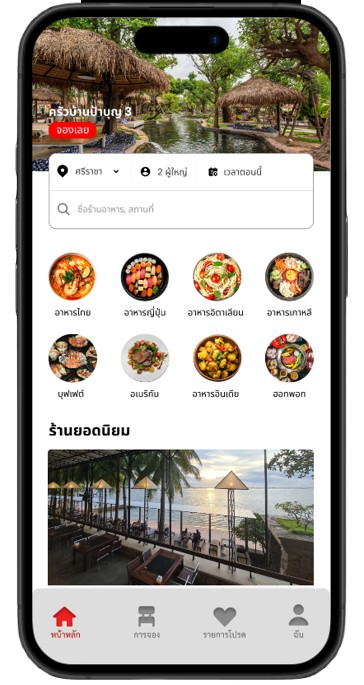 ครัวบ้านป้าบุญ 3
จองเลย
ศรีราชา 2 ผู้ใหญ่ เวลาตอนนี้
ชื่อร้านอาหาร, สถานที่
อาหารไทย อาหารญี่ปุ่น อาหารอิตาเลียน อาหารเกาหลี
บุฟเฟต์ อเมริกัน อาหารอินเดีย ฮอทพอท
ร้านยอดนิยม
หน้าหลัก การจอง รายการโปรด ฉัน